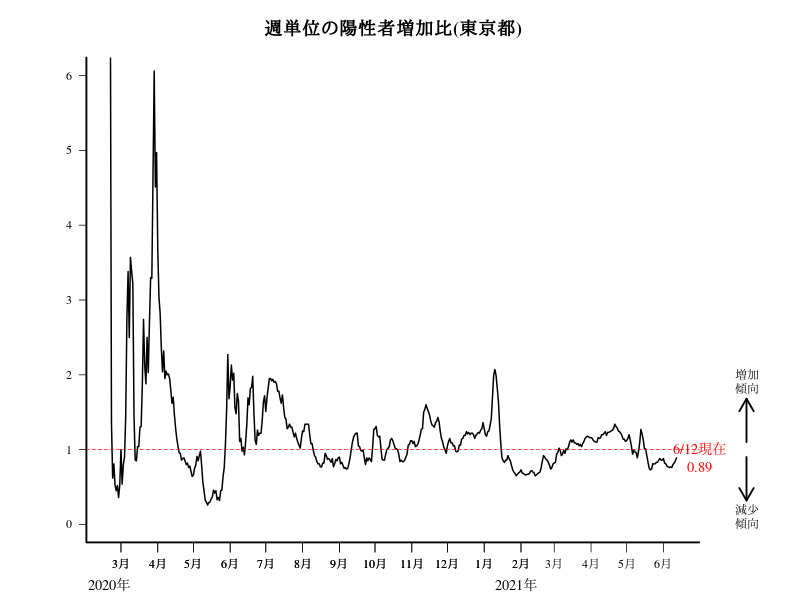 週単位の陽性者増加比(東京都)
6
5
4
3
2
1
0
増加
傾向
6/12現在
0.89
減少
傾向
3月 4月 5月 6月 7月 8月 9月 10月 11月 12月 1月 2月 3月 4月 5月 6月
2020年 2021年